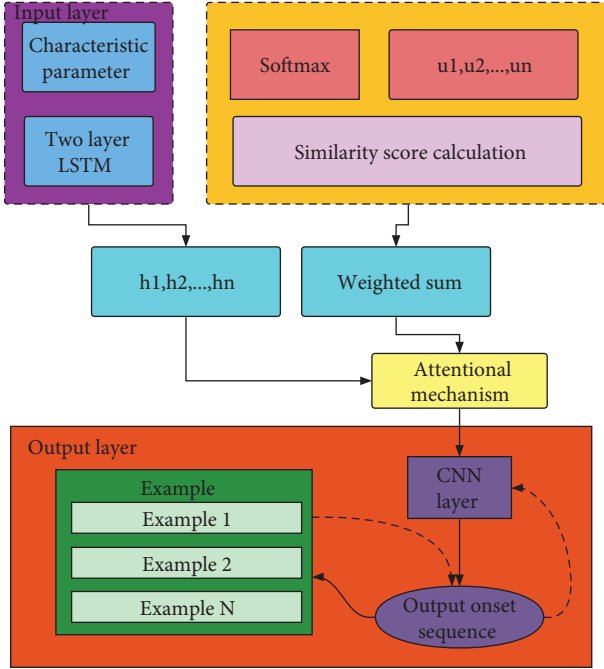 Input layer
Characteristic
parameter
Two layer
LSTM
Softmax
u1,u2,...,un
Similarity score calculation
h1,h2,...,hn
Weighted sum
Attentional
mechanism
Output layer
Example
Example 1
Example 2
Example N
CNN
layer
Output onset
sequence